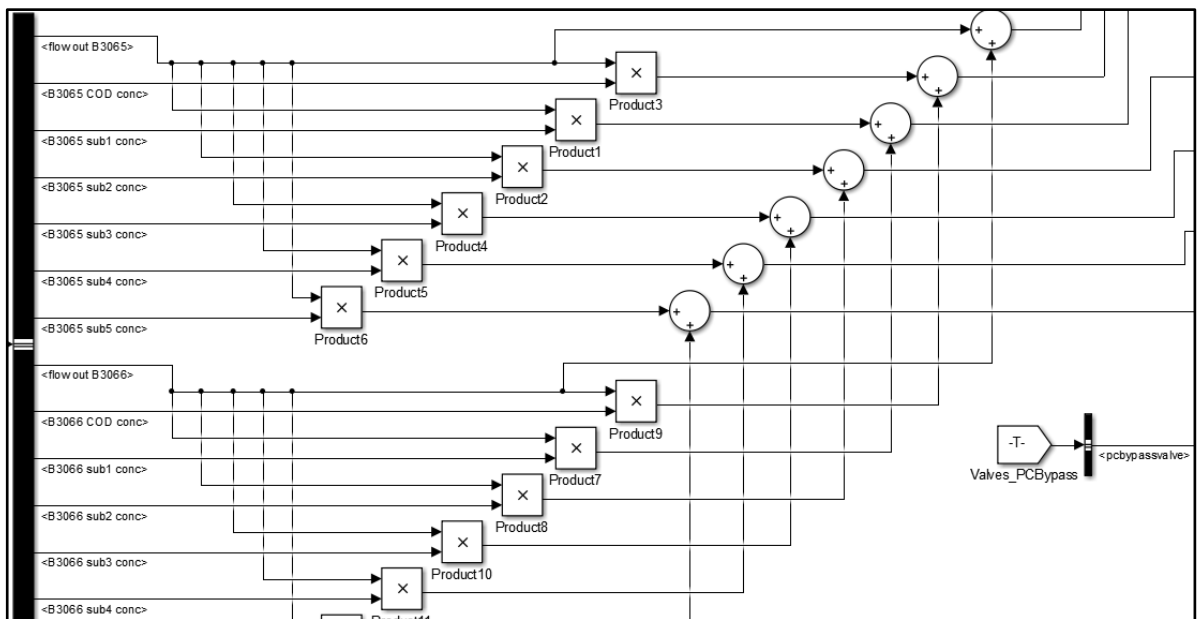 <flow out B3065>
<B3065 COD conc>
Product3
<B3065 sub1 conc>
Product1
<B3065 sub2 conc>
Product2
<B3065 sub3 conc>
Product4
<B3065 sub4 conc>
Product5
<B3065 sub5 conc>
Product6
<flow out B3066>
<B3066 COD conc>
Product9
-T-
<pcbypassvalve>
Valves_PCBypass
<B3066 sub1 conc>
Product7
<B3066 sub2 conc>
Product8
<B3066 sub3 conc>
Product10
<B3066 sub4 conc>